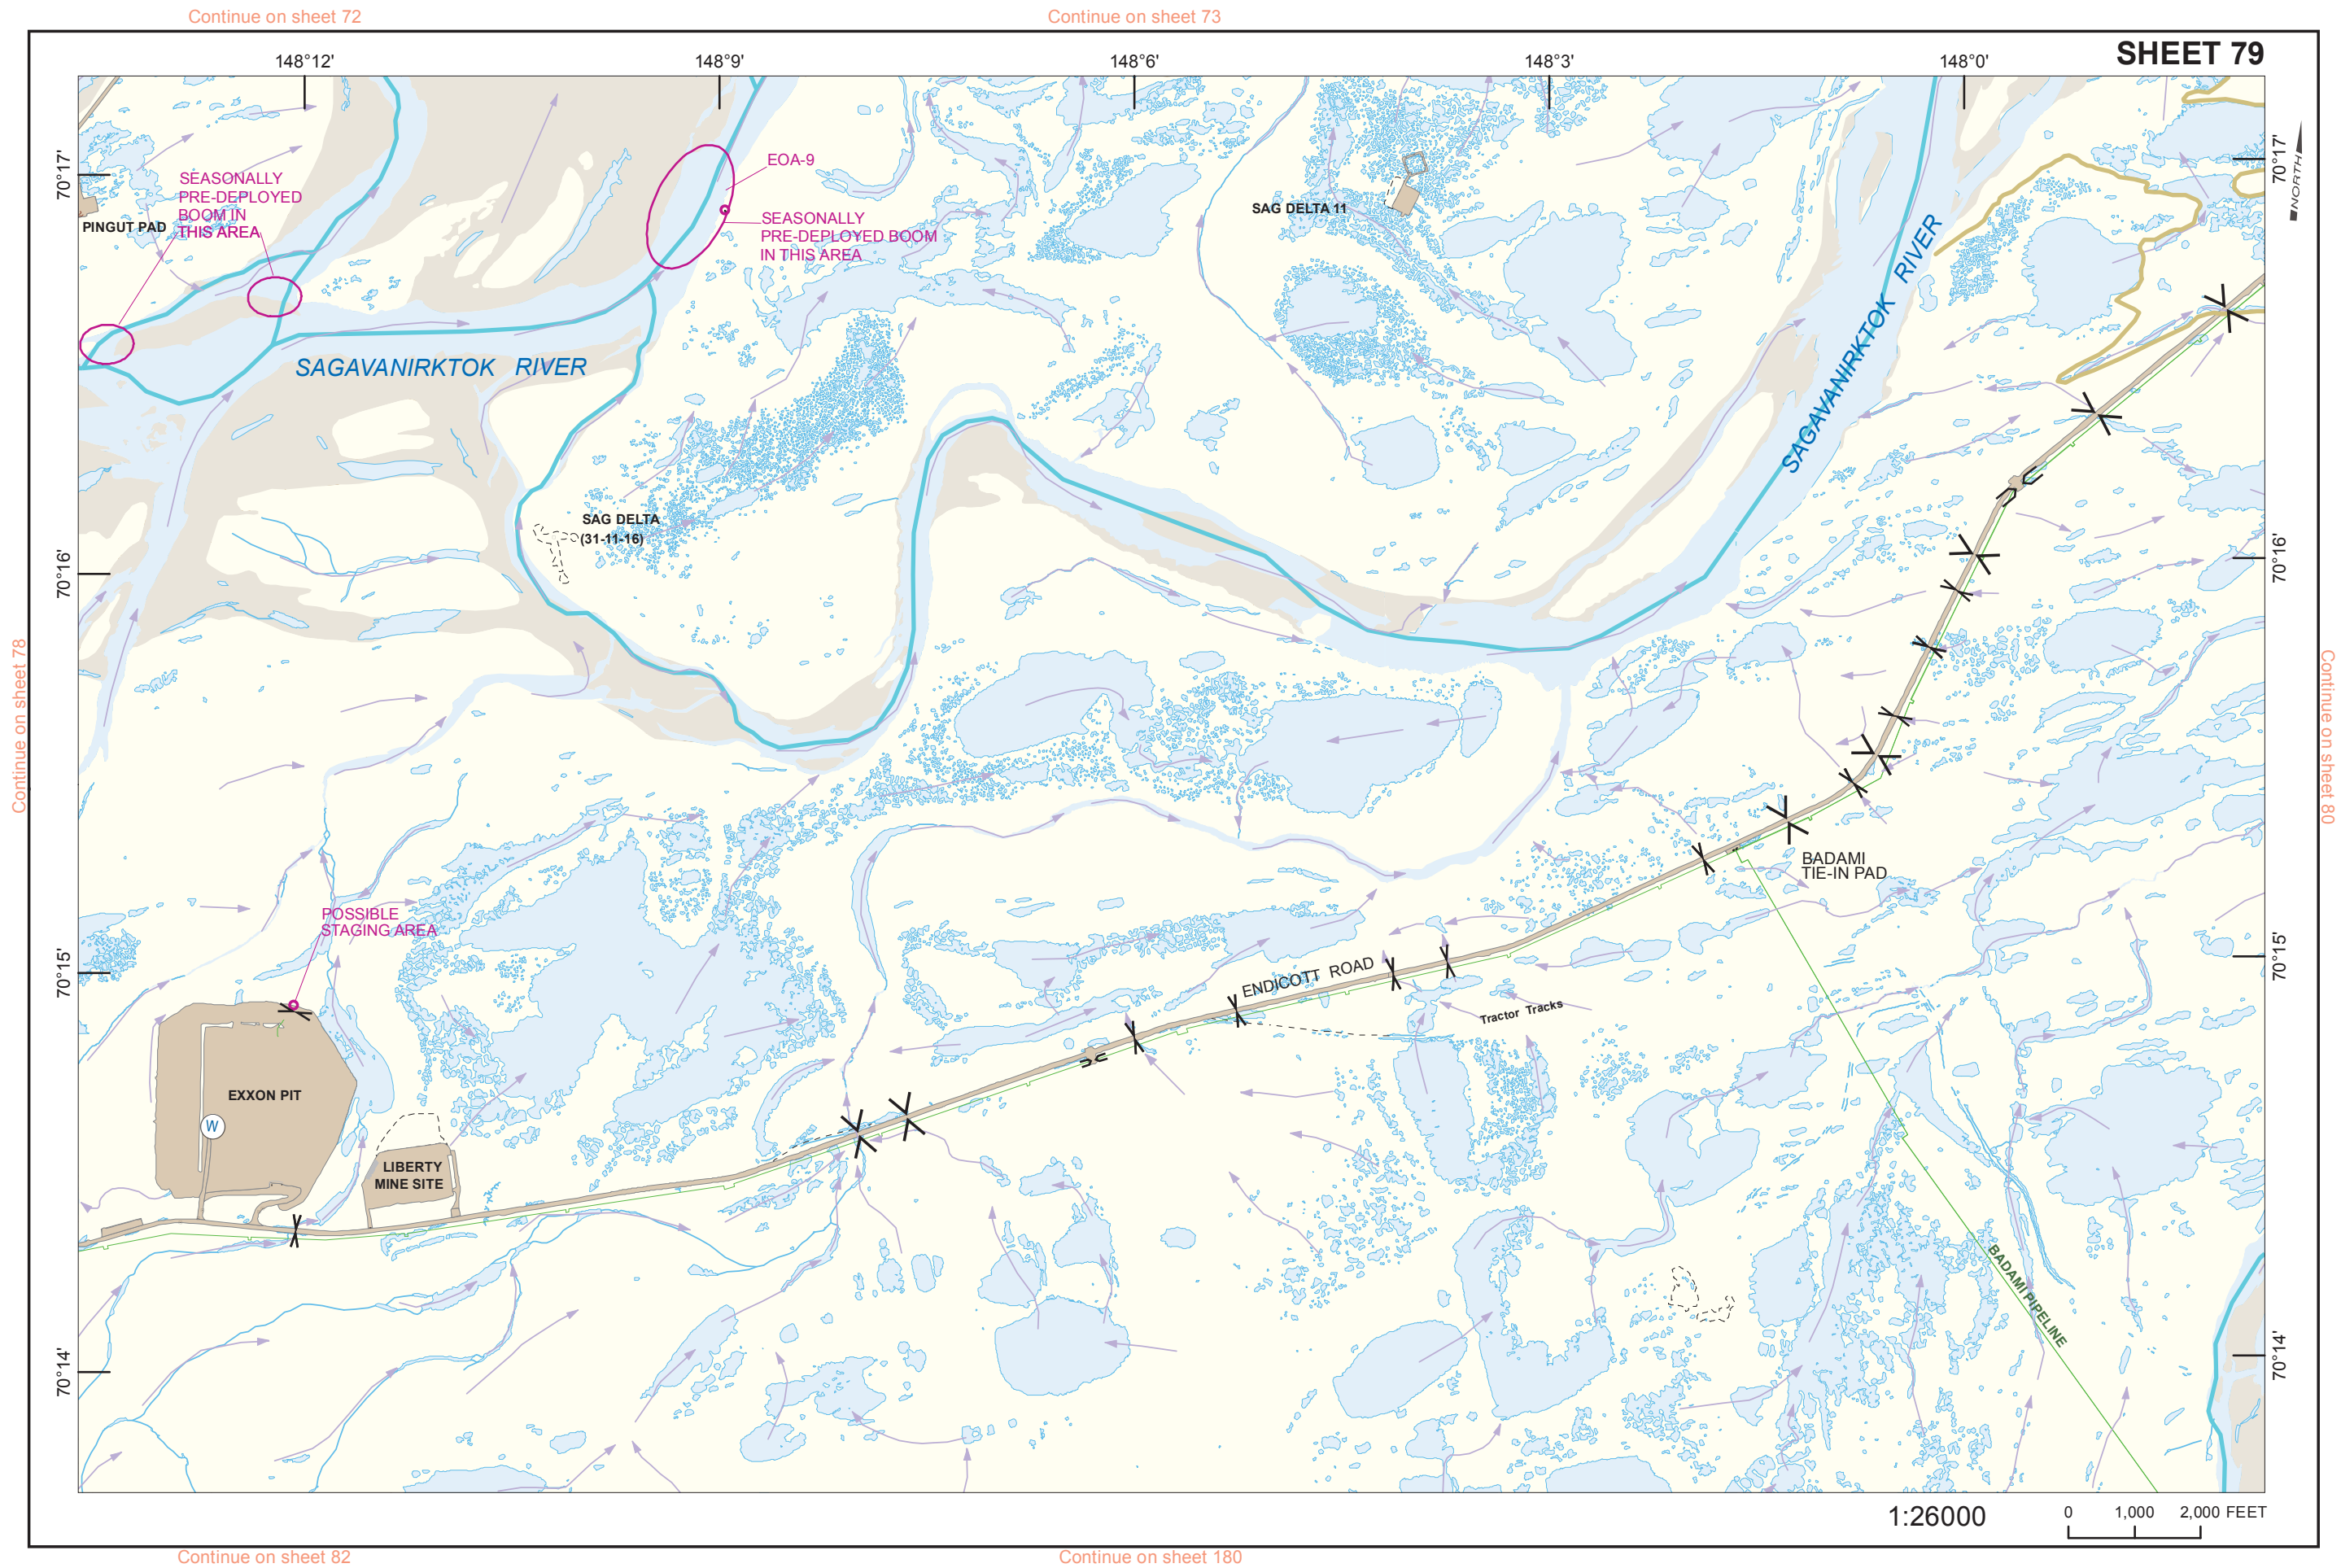 Continue on sheet 72
Continue on sheet 73
SHEET 79
148°12'
148°9'
148°6'
148°3'
148°0'
70°17'
70°17'
NORTH
SEASONALLY
PRE-DEPLOYED
BOOM IN
THIS AREA
PINGUT PAD
EOA-9
SEASONALLY
PRE-DEPLOYED BOOM
IN THIS AREA
SAG DELTA 11
SAGAVANIRKTOK RIVER
SAGAVANIRKTOK RIVER
SAG DELTA
(31-11-16)
70°16'
70°16'
Continue on sheet 78
Continue on sheet 80
BADAMI
TIE-IN PAD
POSSIBLE
STAGING AREA
70°15'
70°15'
ENDICOTT ROAD
Tractor Tracks
EXXON PIT
W
LIBERTY
MINE SITE
BADAMI PIPELINE
70°14'
70°14'
1:26000
0 1,000 2,000 FEET
Continue on sheet 82
Continue on sheet 180